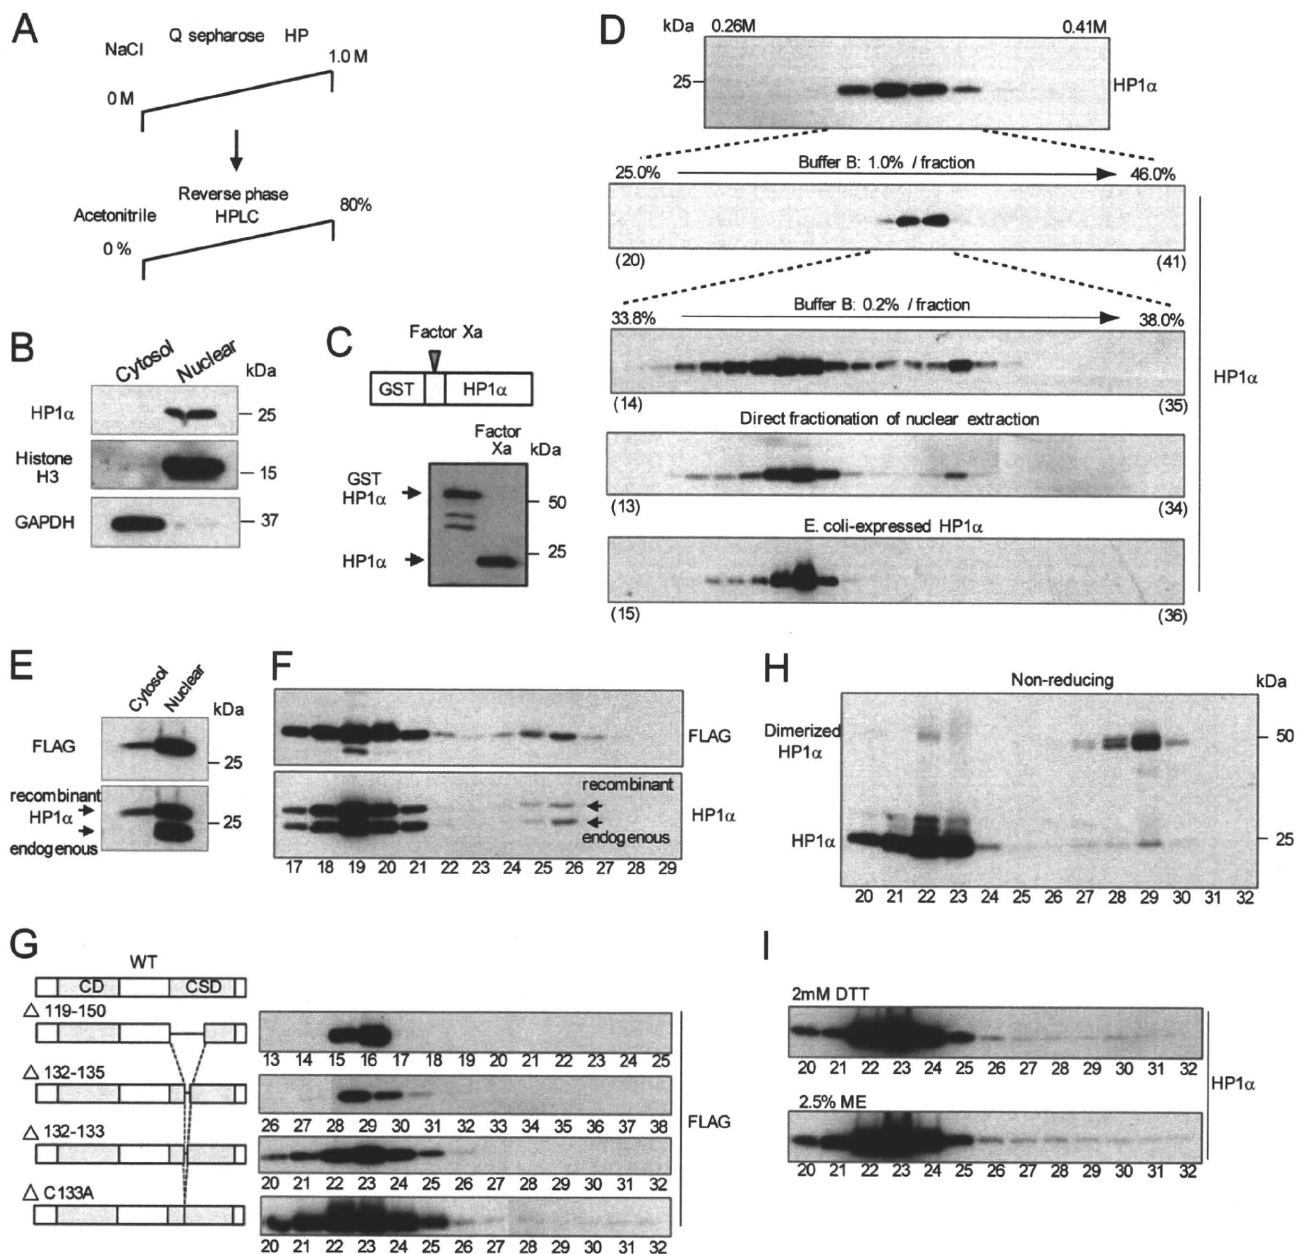 A
NaCl
Q sepharose HP
1.0 M
0 M
Reverse phase
HPLC
Acetonitrile
80%
0 %
B
Cytosol
Nuclear
kDa
HP1α
25
Histone
H3
15
GAPDH
37
C
Factor Xa
GST
HP1α
Factor
Xa
kDa
GST
HP1α
50
25
HP1α
D
kDa
0.26M
0.41M
25
HP1α
Buffer B: 1.0% / fraction
25.0%
46.0%
(20)
(41)
Buffer B: 0.2% / fraction
33.8%
38.0%
(14)
(35)
HP1α
Direct fractionation of nuclear extraction
(13)
(34)
E. coli-expressed HP1α
(15)
(36)
E
Cytosol
Nuclear
kDa
FLAG
25
recombinant
HP1α
25
endogenous
F
FLAG
recombinant
HP1α
endogenous
17 18 19 20 21 22 23 24 25 26 27 28 29
H
Non-reducing
kDa
Dimerized
HP1α
50
HP1α
25
20 21 22 23 24 25 26 27 28 29 30 31 32
G
WT
CD
CSD
△ 119-150
13 14 15 16 17 18 19 20 21 22 23 24 25
△ 132-135
26 27 28 29 30 31 32 33 34 35 36 37 38
FLAG
△ 132-133
20 21 22 23 24 25 26 27 28 29 30 31 32
△ C133A
20 21 22 23 24 25 26 27 28 29 30 31 32
I
2mM DTT
20 21 22 23 24 25 26 27 28 29 30 31 32
HP1α
2.5% ME
20 21 22 23 24 25 26 27 28 29 30 31 32